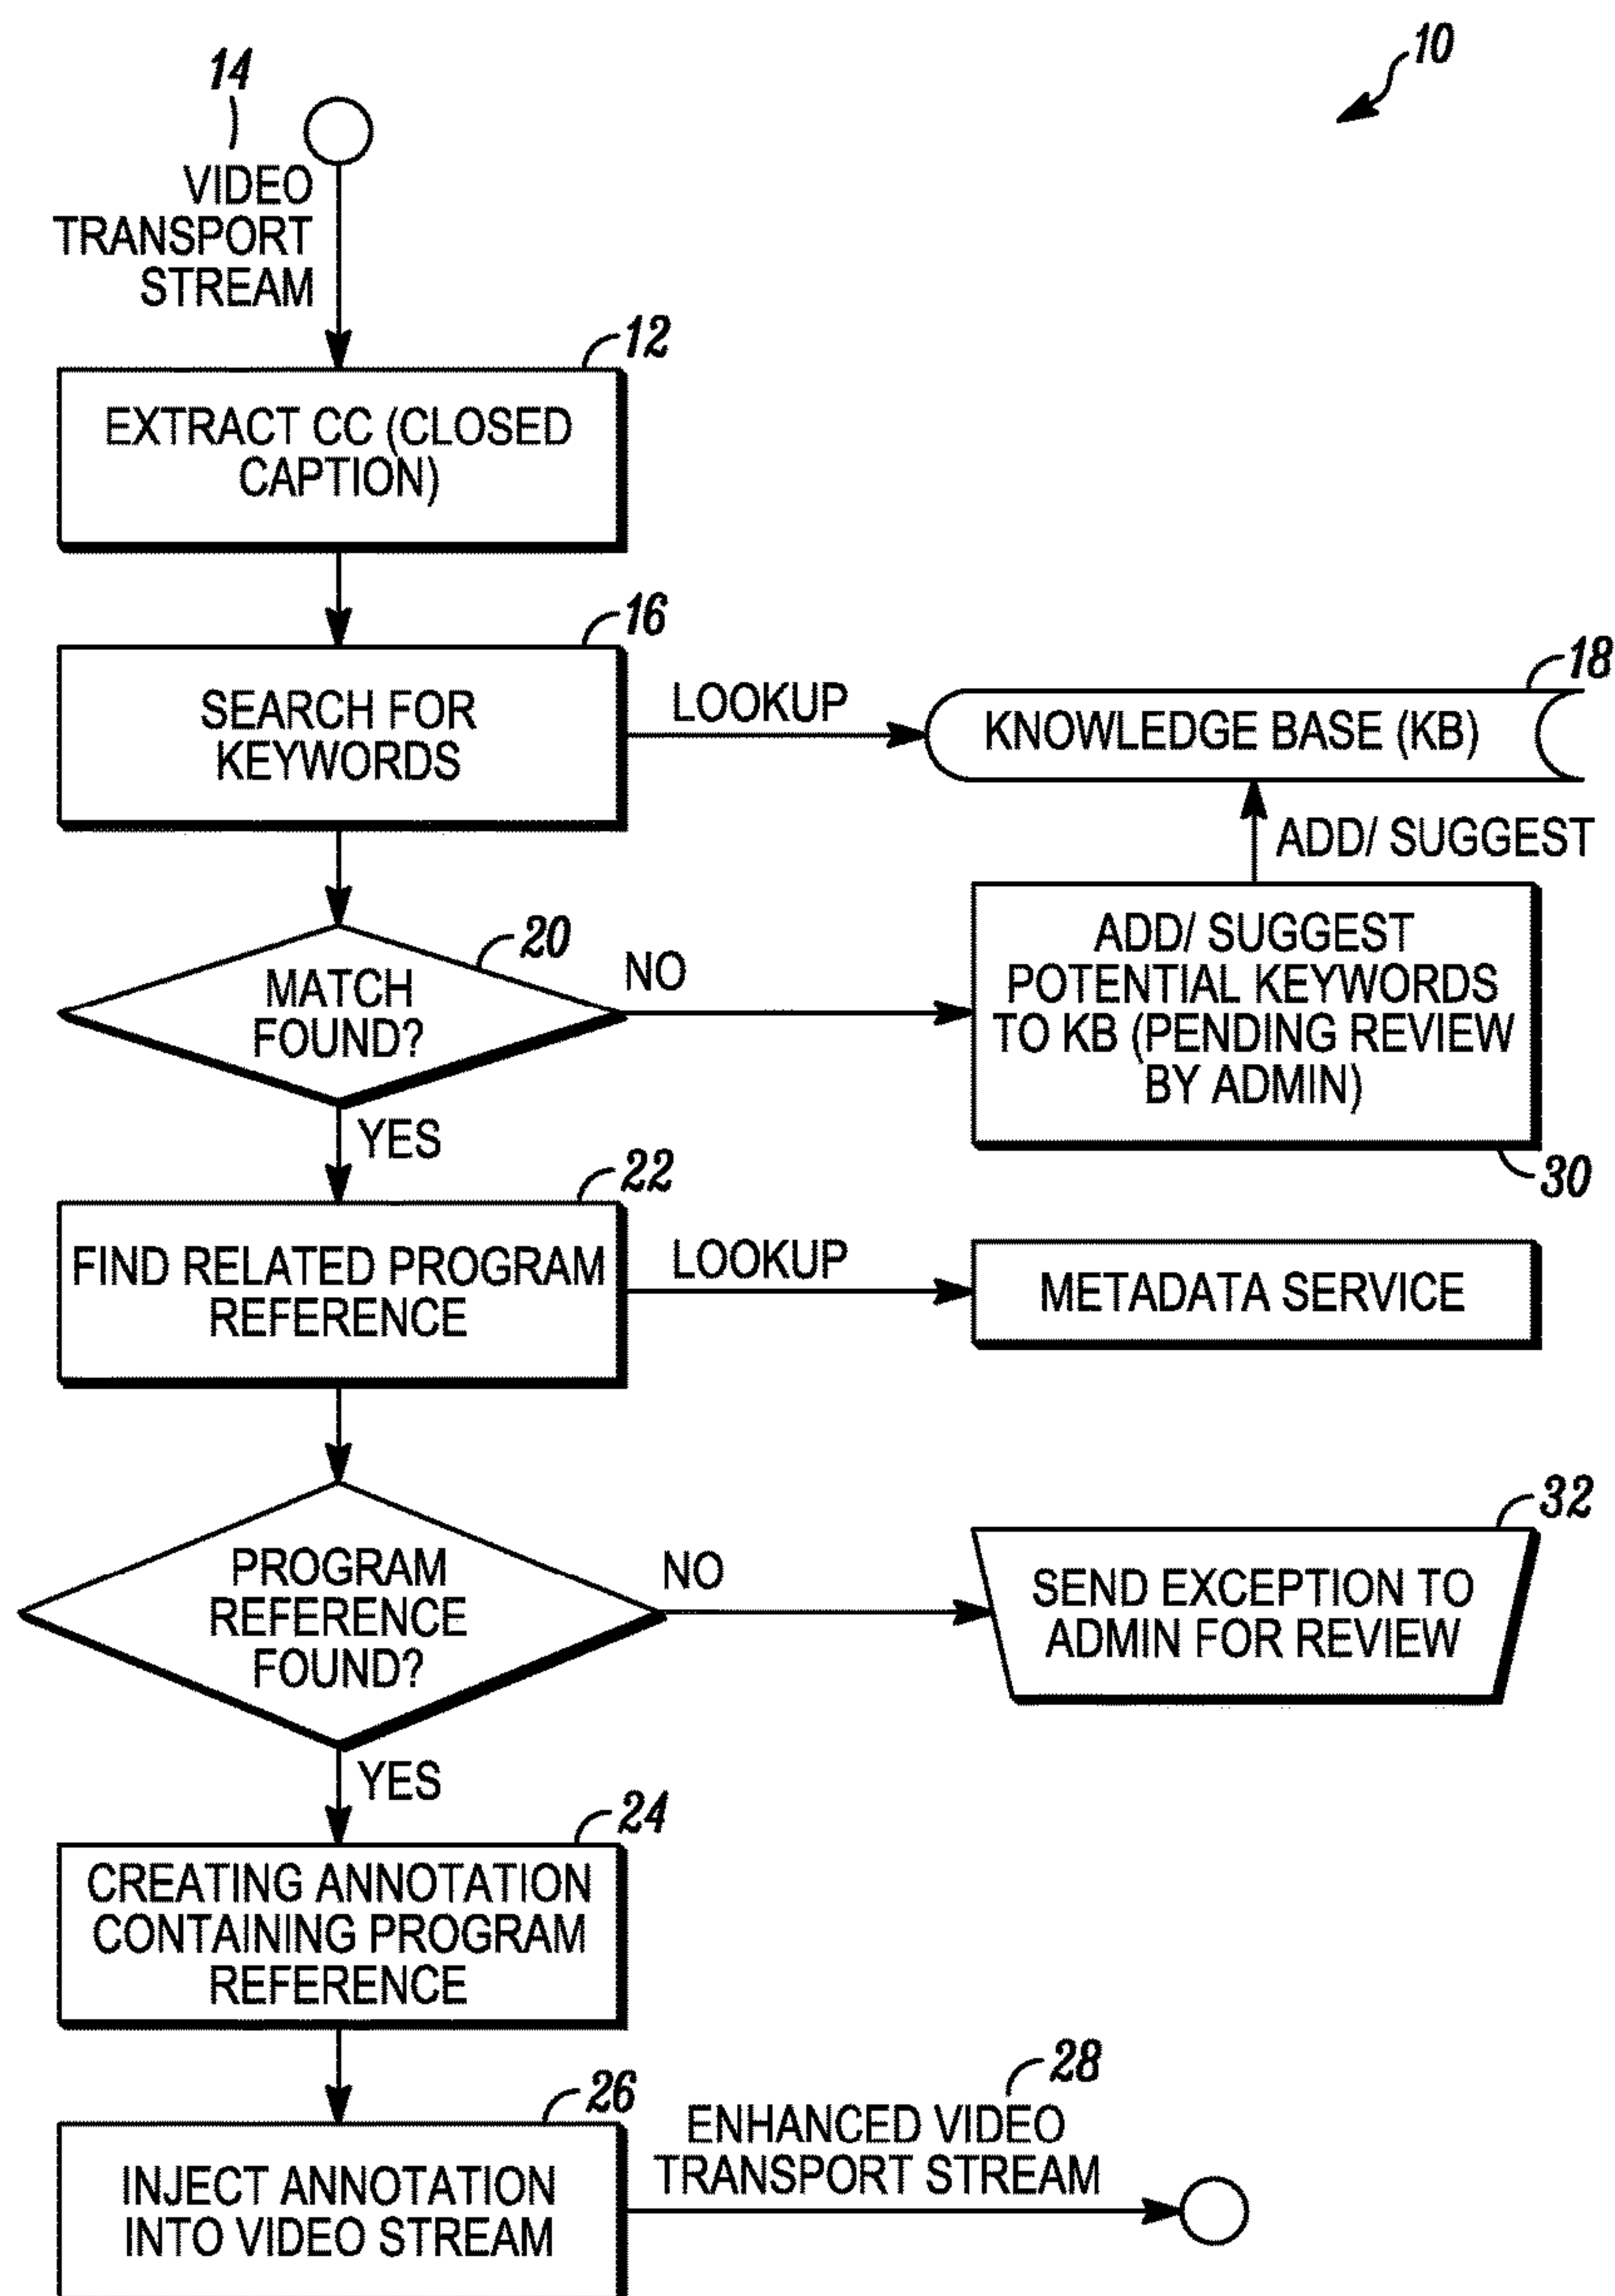 10
14
VIDEO
TRANSPORT
STREAM
12
EXTRACT CC (CLOSED
CAPTION)
16
SEARCH FOR
KEYWORDS
LOOKUP
18
KNOWLEDGE BASE (KB)
ADD/ SUGGEST
20
MATCH
FOUND?
NO
ADD/ SUGGEST
POTENTIAL KEYWORDS
TO KB (PENDING REVIEW
BY ADMIN)
30
YES
22
FIND RELATED PROGRAM
REFERENCE
LOOKUP
METADATA SERVICE
PROGRAM
REFERENCE
FOUND?
NO
32
SEND EXCEPTION TO
ADMIN FOR REVIEW
YES
24
CREATING ANNOTATION
CONTAINING PROGRAM
REFERENCE
26
INJECT ANNOTATION
INTO VIDEO STREAM
28
ENHANCED VIDEO
TRANSPORT STREAM